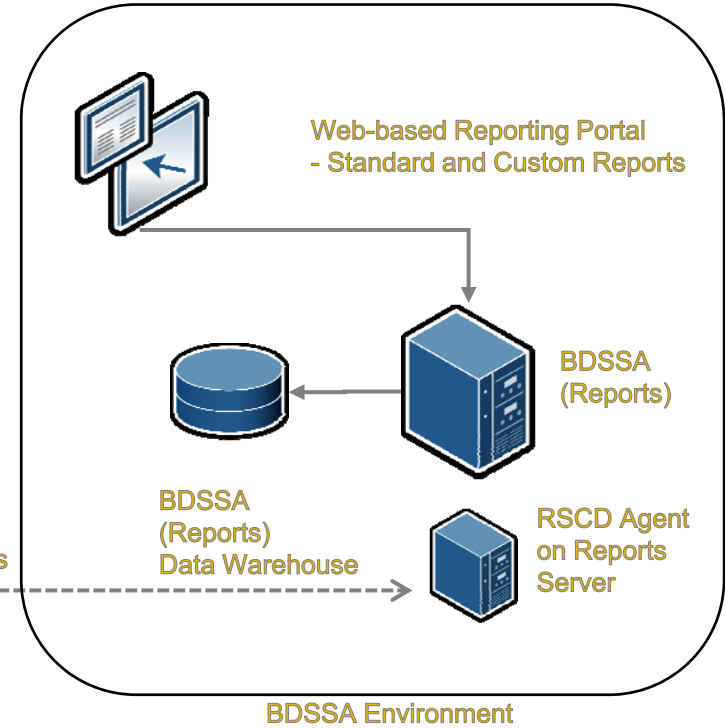 Web-based Reporting Portal
- Standard and Custom Reports
BDSSA
(Reports)
BDSSA
(Reports)
Data Warehouse
RSCD Agent
on Reports
Server
BDSSA Environment